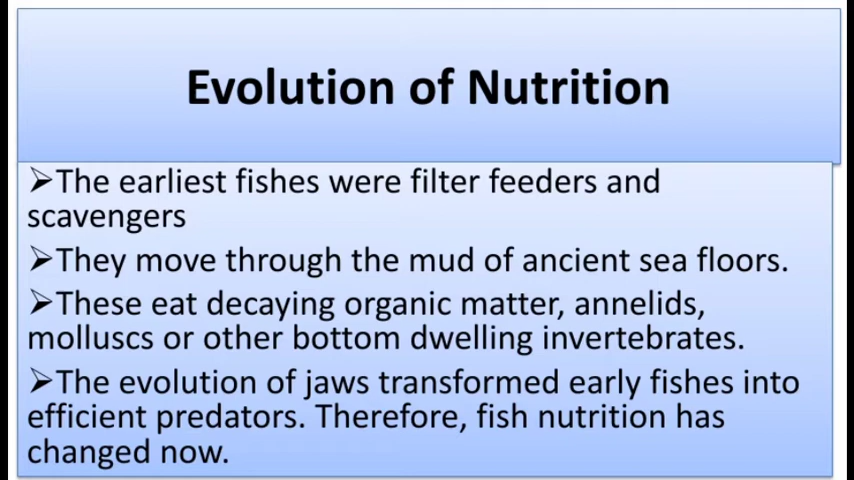 Evolution of Nutrition
➢The earliest fishes were filter feeders and
scavengers
➢They move through the mud of ancient sea floors.
➢These eat decaying organic matter, annelids,
molluscs or other bottom dwelling invertebrates.
➢The evolution of jaws transformed early fishes into
efficient predators. Therefore, fish nutrition has
changed now.